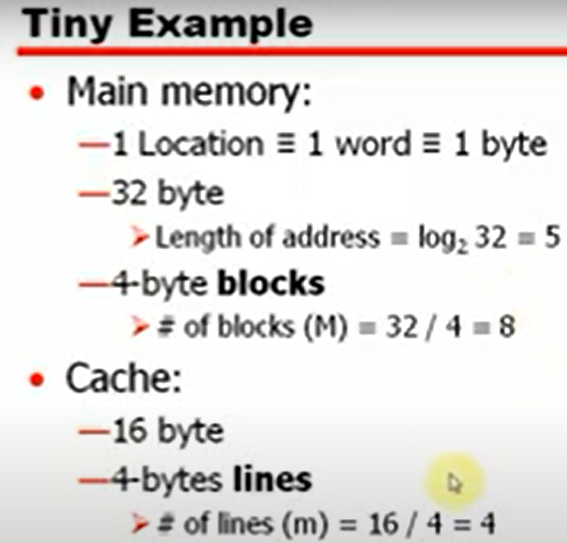 Tiny Example
• Main memory:
—1 Location ≡ 1 word ≡ 1 byte
—32 byte
➢Length of address = log₂ 32 = 5
—4-byte blocks
➢# of blocks (M) = 32 / 4 = 8
• Cache:
—16 byte
—4-bytes lines
➢# of lines (m) = 16 / 4 = 4